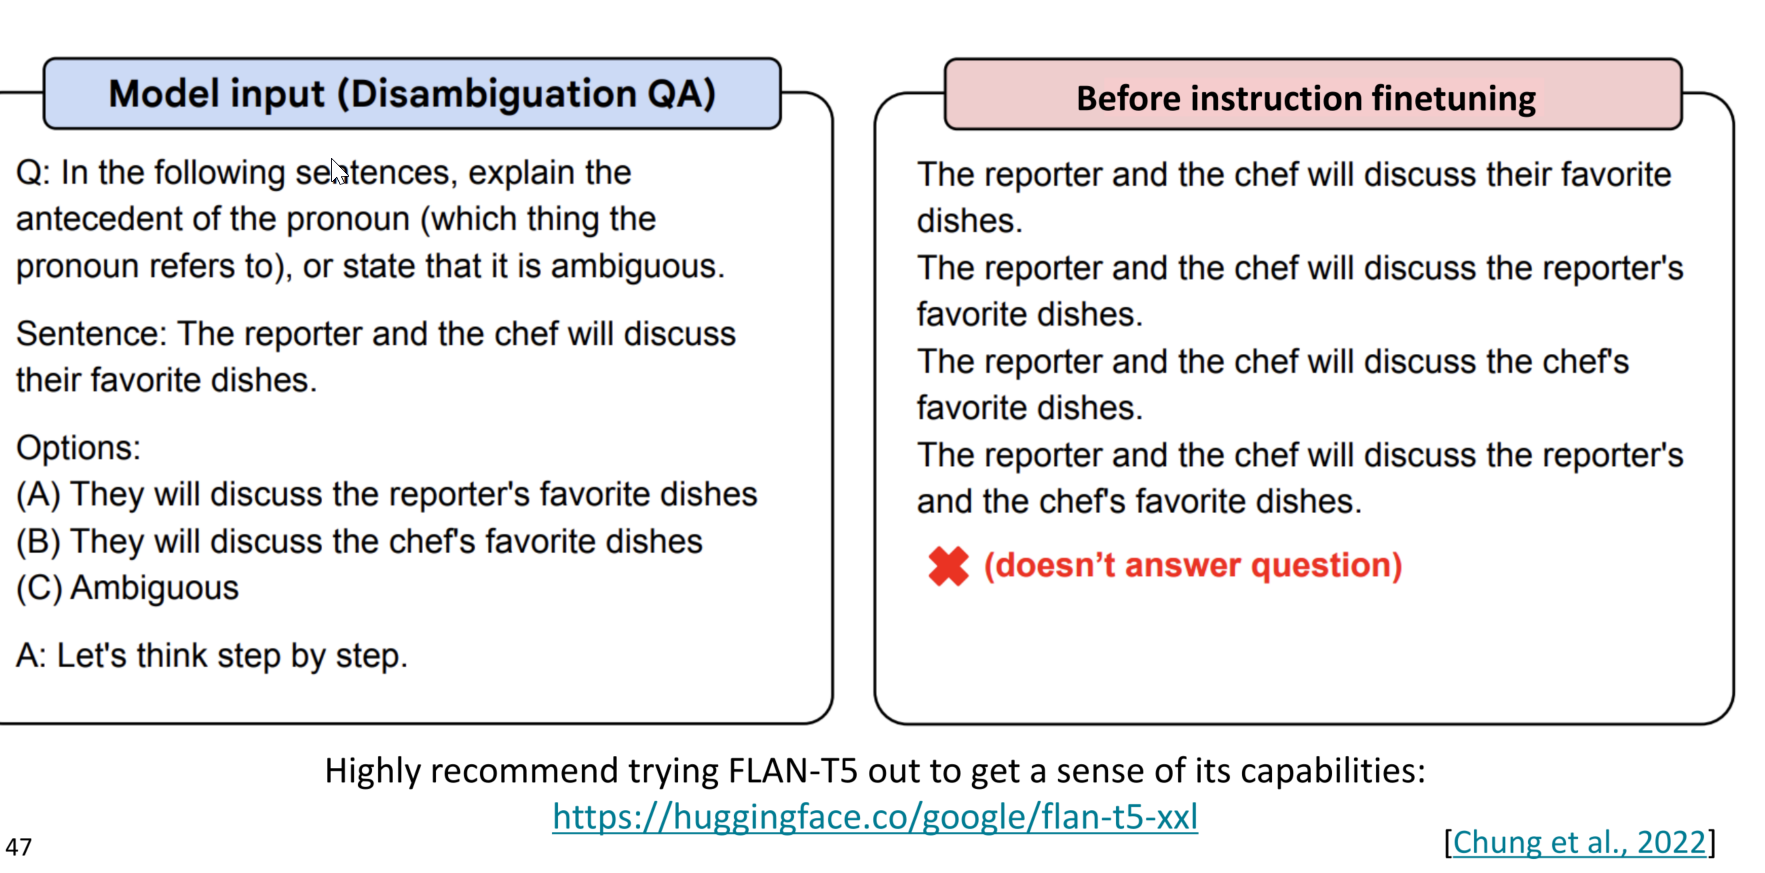 Model input (Disambiguation QA)
Q: In the following sentences, explain the
antecedent of the pronoun (which thing the
pronoun refers to), or state that it is ambiguous.
Sentence: The reporter and the chef will discuss
their favorite dishes.
Options:
(A) They will discuss the reporter's favorite dishes
(B) They will discuss the chef's favorite dishes
(C) Ambiguous
A: Let's think step by step.
Before instruction finetuning
The reporter and the chef will discuss their favorite
dishes.
The reporter and the chef will discuss the reporter's
favorite dishes.
The reporter and the chef will discuss the chef's
favorite dishes.
The reporter and the chef will discuss the reporter's
and the chef's favorite dishes.
(doesn't answer question)
Highly recommend trying FLAN-T5 out to get a sense of its capabilities:
https://huggingface.co/google/flan-t5-xxl
47
[Chung et al., 2022]